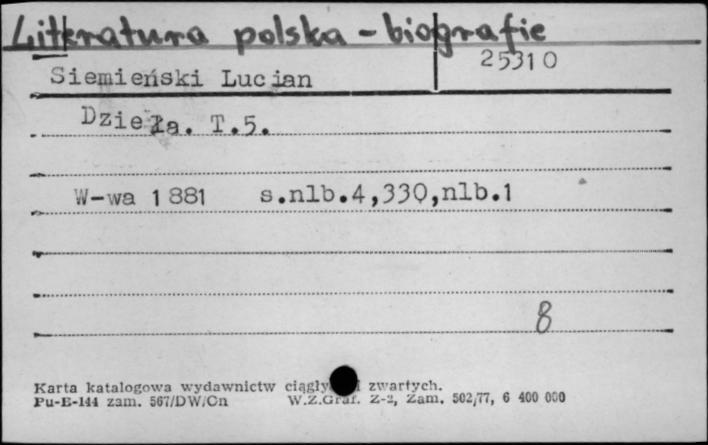 Literatura polska - biografie
25310
Siemieński Lucian
Dzieła. T.5.
W-wa 1881 s.nlb.4,330,nlb.1
8
Karta katalogowa wydawnictw zwartych.
Pu-E-144 zam. 567/DW/Cn W.Z.Graf. Z-2, Zam. 502/77, 6 400 000